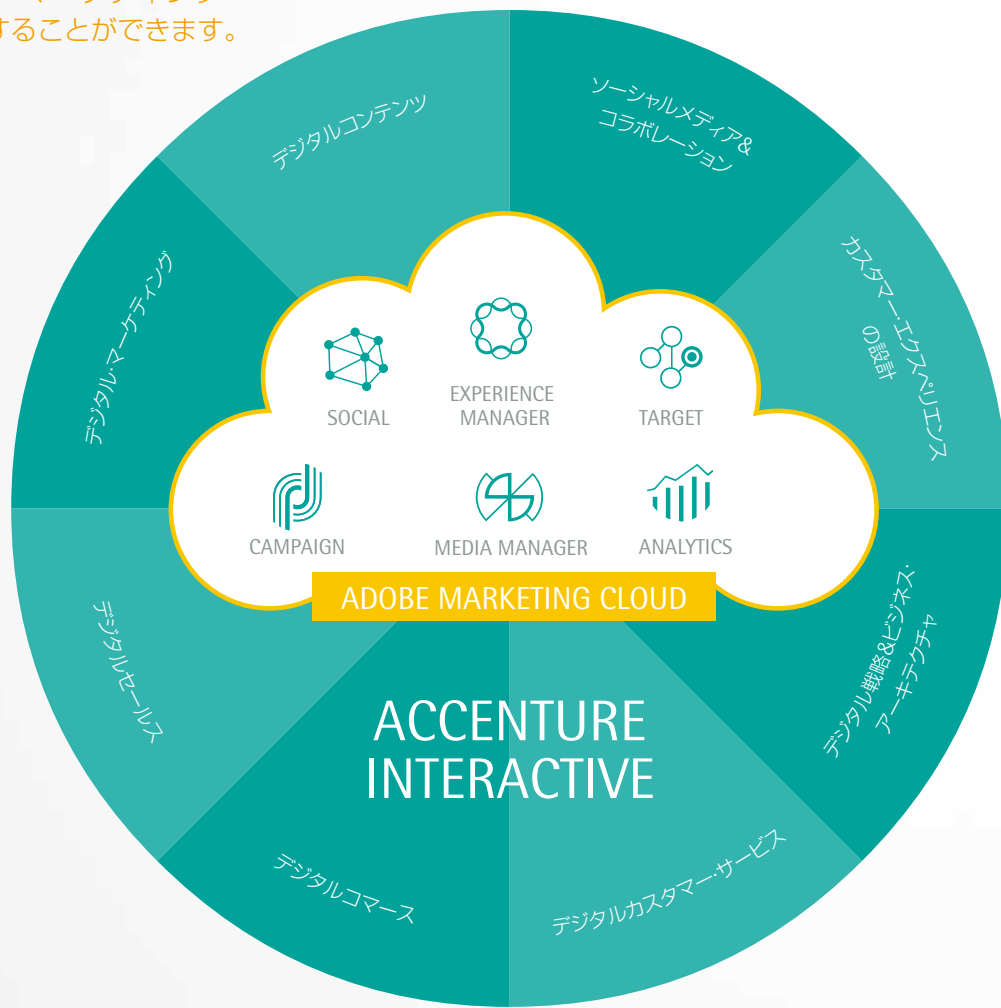 することができます。
デジタルコンテンツ
ソーシャルメディア&
コラボレーション
カスタマー・エクスペリエンス
の設計
デジタル戦略&ビジネス・
アーキテクチャ
デジタルカスタマー・サービス
デジタルコマース
デジタルセールス
デジタル・マーケティング
SOCIAL
EXPERIENCE
MANAGER
TARGET
CAMPAIGN
MEDIA MANAGER
ANALYTICS
ADOBE MARKETING CLOUD
ACCENTURE
INTERACTIVE